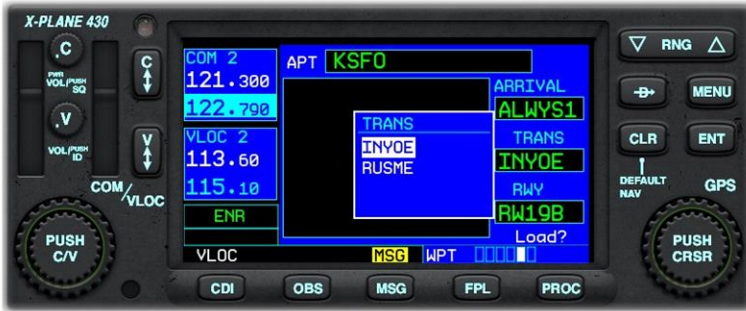 X-PLANE 430
C
PWR
VOL/PUSH
SQ
C
V
VOL/PUSH
ID
V
COM/VLOC
PUSH
C/V
COM 2
121.300
122.790
VLOC 2
113.60
115.10
ENR
VLOC
APT KSFO
TRANS
INYOE
RUSME
ARRIVAL
ALWYS1
TRANS
INYOE
RWY
RW19B
Load?
MSG WPT
RNG
D
MENU
CLR
ENT
DEFAULT
NAV
GPS
PUSH
CRSR
CDI
OBS
MSG
FPL
PROC